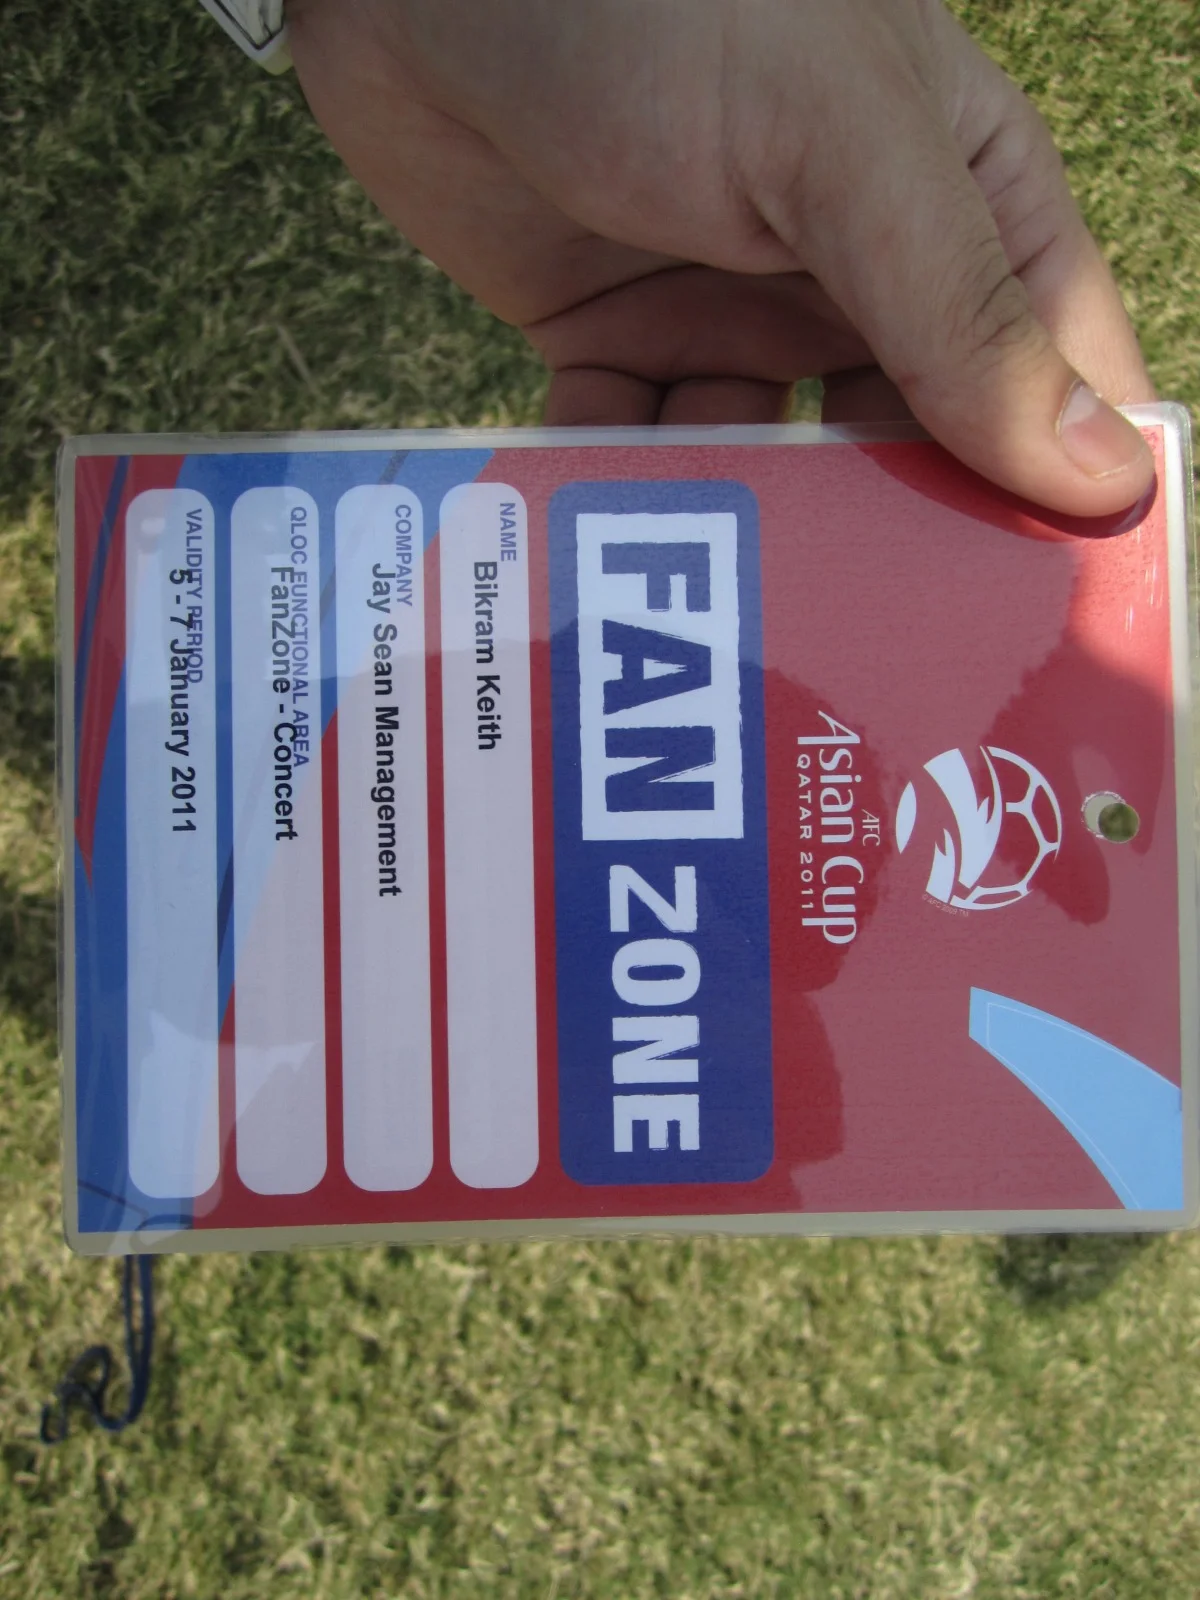 AFC
Asian Cup
QATAR 2011
FAN ZONE
NAME
Bikram Keith
COMPANY
Jay Sean Management
QLOC FUNCTIONAL AREA
FanZone - Concert
VALIDITY PERIOD
5 - 7 January 2011